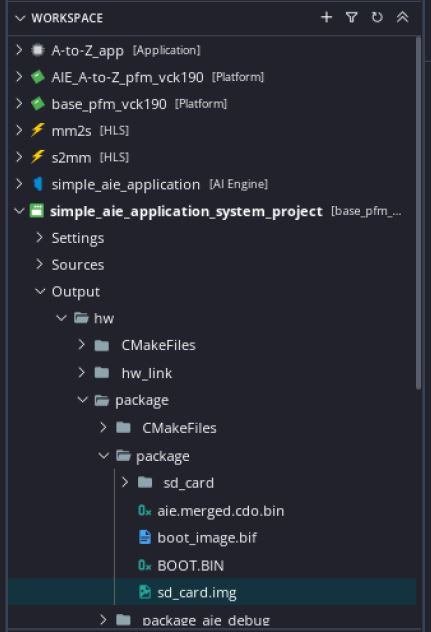 WORKSPACE
A-to-Z_app [Application]
AIE_A-to-Z_pfm_vck190 [Platform]
base_pfm_vck190 [Platform]
mm2s [HLS]
s2mm [HLS]
simple_aie_application [AI Engine]
simple_aie_application_system_project [base_pfm_...
Settings
Sources
Output
hw
CMakeFiles
hw_link
package
CMakeFiles
package
sd_card
aie.merged.cdo.bin
boot_image.bif
BOOT.BIN
sd_card.img
package_aie_debug